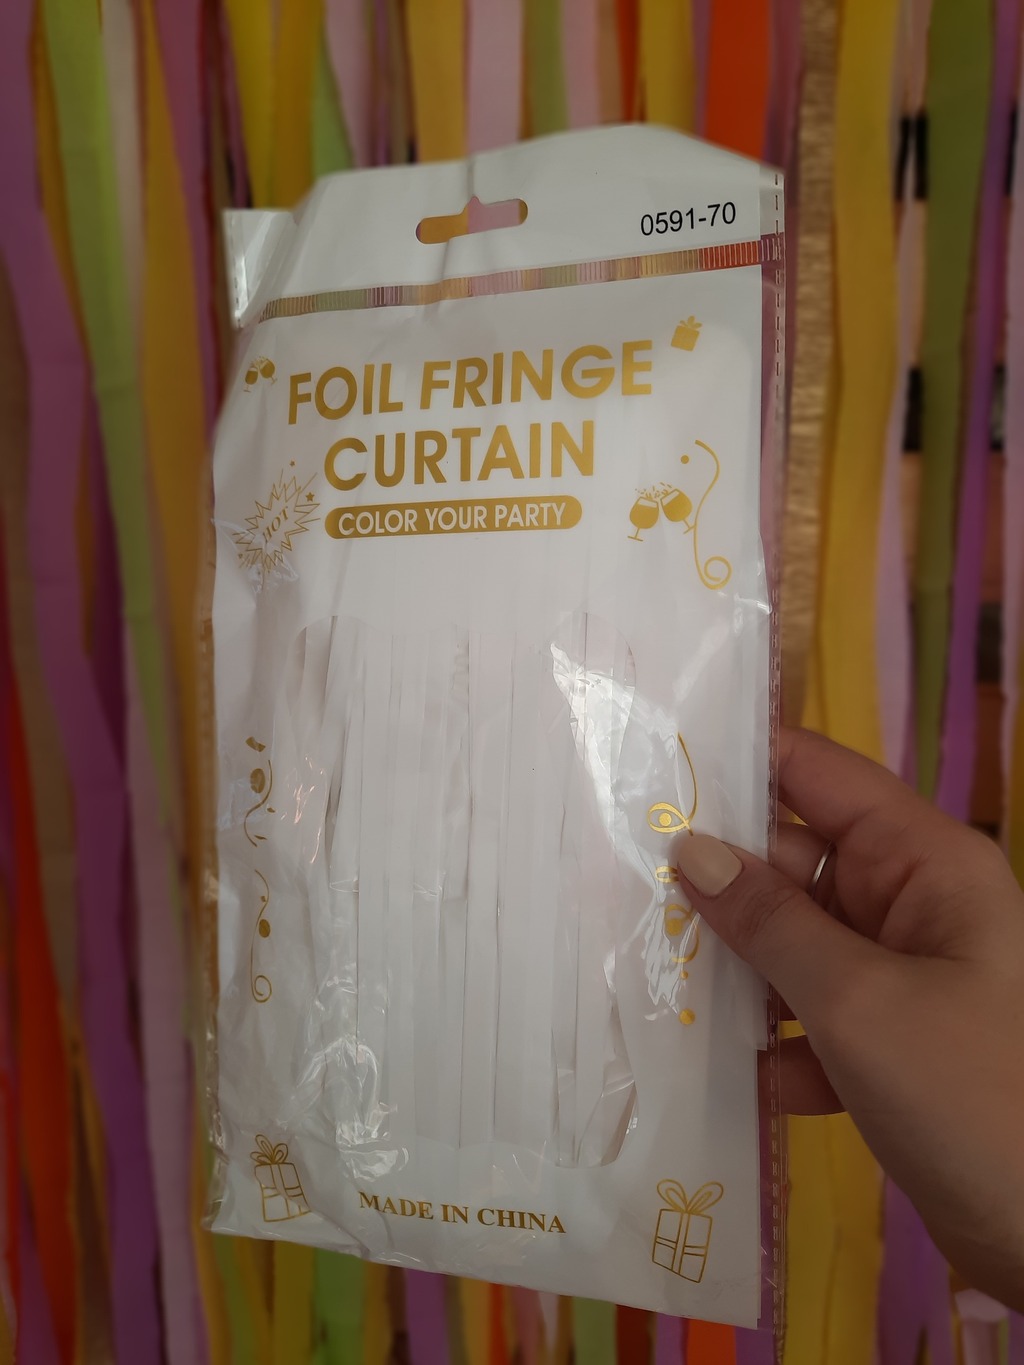 0591-70
FOIL FRINGE
CURTAIN
COLOR YOUR PARTY
HOT
MADE IN CHINA